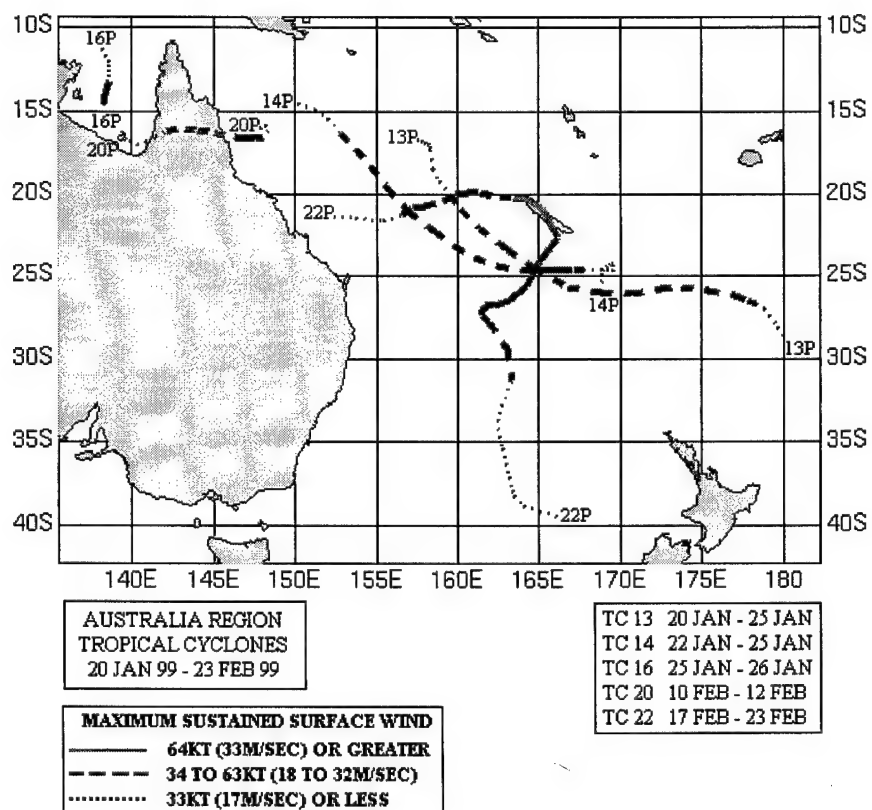 10S 10S
16P
14P
15S 15S
16P 20P
20P
13P
20S 20S
22P
25S 25S
14P
30S 13P 30S
35S 35S
22P
40S 40S
140E 145E 150E 155E 160E 165E 170E 175E 180
AUSTRALIA REGION
TROPICAL CYCLONES
20 JAN 99 - 23 FEB 99
TC 13 20 JAN - 25 JAN
TC 14 22 JAN - 25 JAN
TC 16 25 JAN - 26 JAN
TC 20 10 FEB - 12 FEB
TC 22 17 FEB - 23 FEB
MAXIMUM SUSTAINED SURFACE WIND
64KT (33M/SEC) OR GREATER
34 TO 63KT (18 TO 32M/SEC)
33KT (17M/SEC) OR LESS